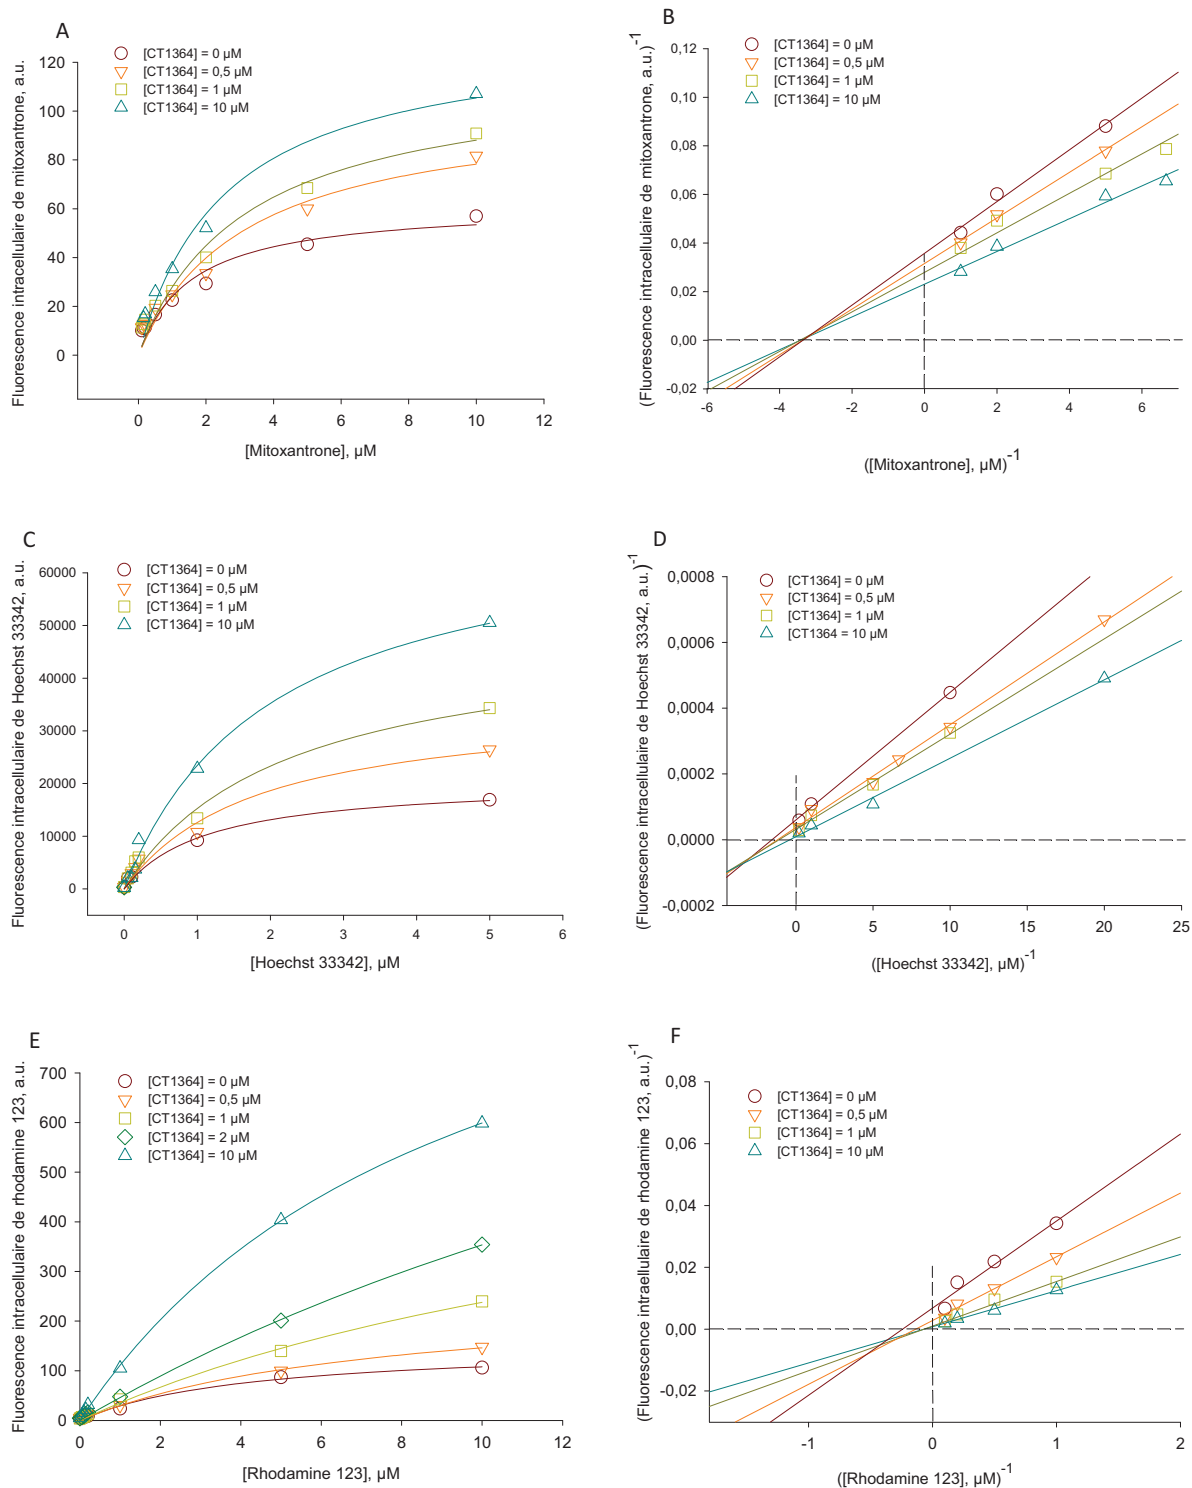 A
[CT1364] = 0 µM
[CT1364] = 0,5 µM
[CT1364] = 1 µM
[CT1364] = 10 µM
Fluorescence intracellulaire de mitoxantrone, a.u.
120
100
80
60
40
20
0
0 2 4 6 8 10 12
[Mitoxantrone], µM
B
[CT1364] = 0 µM
[CT1364] = 0,5 µM
[CT1364] = 1 µM
[CT1364] = 10 µM
(Fluorescence intracellulaire de mitoxantrone, a.u.)-1
0,12
0,10
0,08
0,06
0,04
0,02
0,00
-0,02
-6 -4 -2 0 2 4 6
([Mitoxantrone], µM)-1
C
[CT1364] = 0 µM
[CT1364] = 0,5 µM
[CT1364] = 1 µM
[CT1364] = 10 µM
Fluorescence intracellulaire de Hoechst 33342, a.u.
60000
50000
40000
30000
20000
10000
0
0 1 2 3 4 5 6
[Hoechst 33342], µM
D
[CT1364] = 0 µM
[CT1364] = 0,5 µM
[CT1364] = 1 µM
[CT1364 = 10 µM
(Fluorescence intracellulaire de Hoechst 33342, a.u.)-1
0,0008
0,0006
0,0004
0,0002
0,0000
-0,0002
0 5 10 15 20 25
([Hoechst 33342], µM)-1
E
[CT1364] = 0 µM
[CT1364] = 0,5 µM
[CT1364] = 1 µM
[CT1364] = 2 µM
[CT1364] = 10 µM
Fluorescence intracellulaire de rhodamine 123, a.u.
700
600
500
400
300
200
100
0
0 2 4 6 8 10 12
[Rhodamine 123], µM
F
[CT1364] = 0 µM
[CT1364] = 0,5 µM
[CT1364] = 1 µM
[CT1364] = 10 µM
(Fluorescence intraellulaire de rhodamine 123, a.u.)-1
0,08
0,06
0,04
0,02
0,00
-0,02
-1 0 1 2
([Rhodamine 123], µM)-1